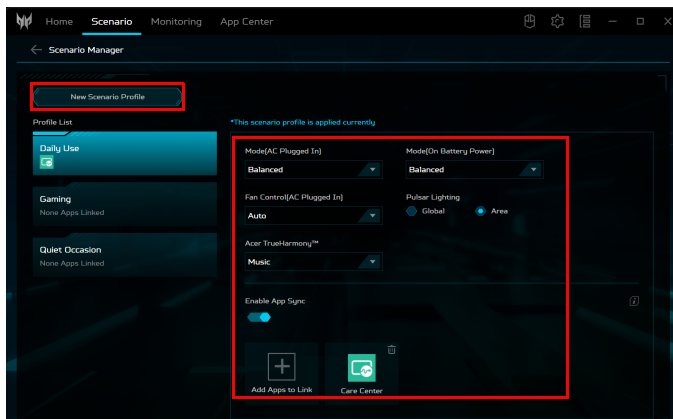 Home Scenario Monitoring App Center
Scenario Manager
New Scenario Profile
Profile List
*This scenario profile is applied currently
Daily Use
Gaming
None Apps Linked
Quiet Occasion
None Apps Linked
Mode(AC Plugged In) Mode(On Battery Power)
Balanced Balanced
Fan Control(AC Plugged In) Pulsar Lighting
Auto Global Area
Acer TrueHarmony™
Music
Enable App Sync
Add Apps to Link Care Center